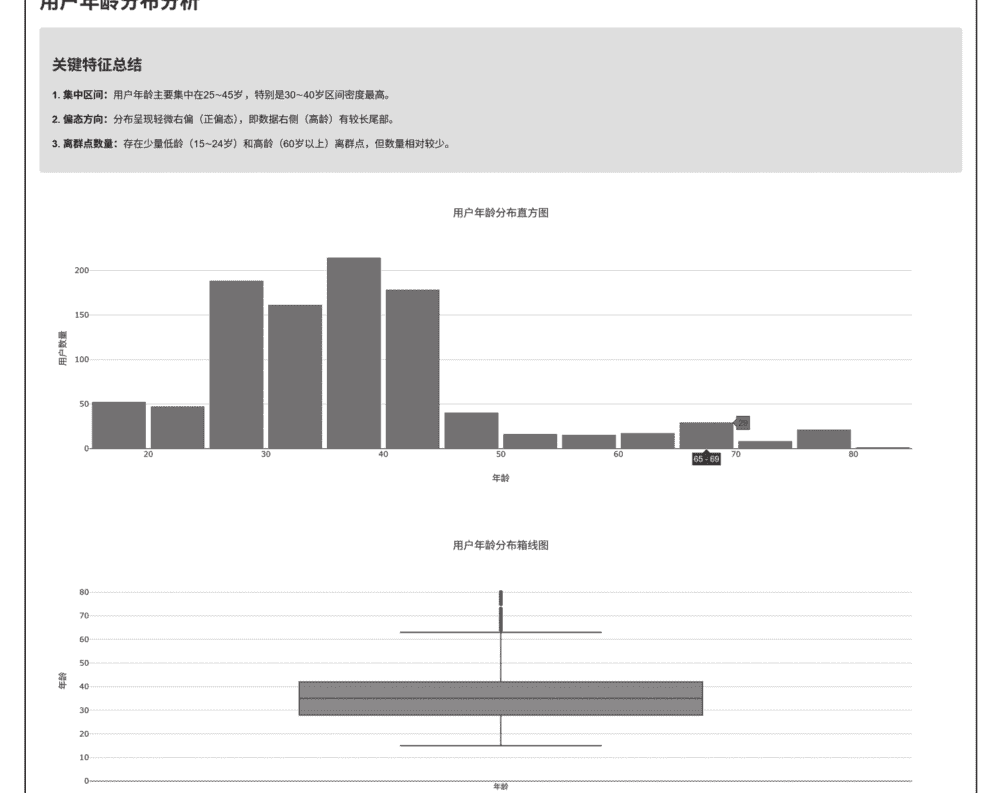 用户年龄分布分析
关键特征总结
1. 集中区间：用户年龄主要集中在25~45岁，特别是30~40岁区间密度最高。
2. 偏态方向：分布呈现轻微右偏（正偏态），即数据右侧（高龄）有较长尾部。
3. 离群点数量：存在少量低龄（15~24岁）和高龄（60岁以上）离群点，但数量相对较少。
用户年龄分布直方图
200
150
100
50
0
用户数量
20 30 40 50 60 70 80
29
65 - 69
年龄
用户年龄分布箱线图
80
70
60
50
40
30
20
10
0
年龄
年龄